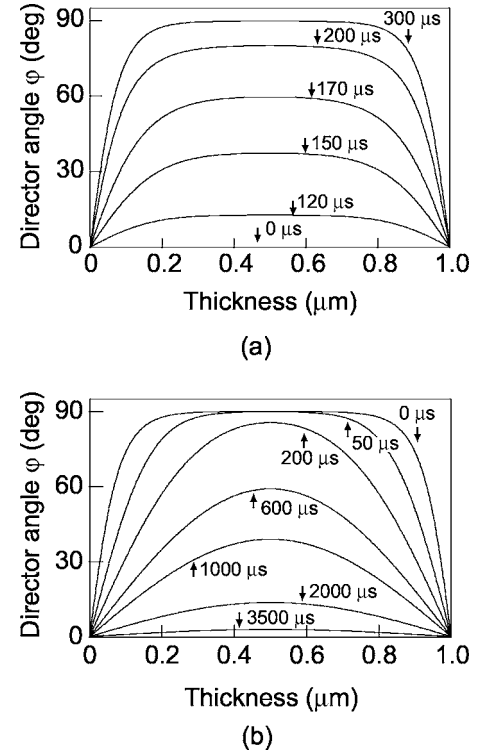 Director angle φ (deg)
90
60
30
0
300 μs
200 μs
170 μs
150 μs
120 μs
0 μs
0 0.2 0.4 0.6 0.8 1.0
Thickness (μm)
(a)
Director angle φ (deg)
90
60
30
0
0 μs
50 μs
200 μs
600 μs
1000 μs
2000 μs
3500 μs
0 0.2 0.4 0.6 0.8 1.0
Thickness (μm)
(b)